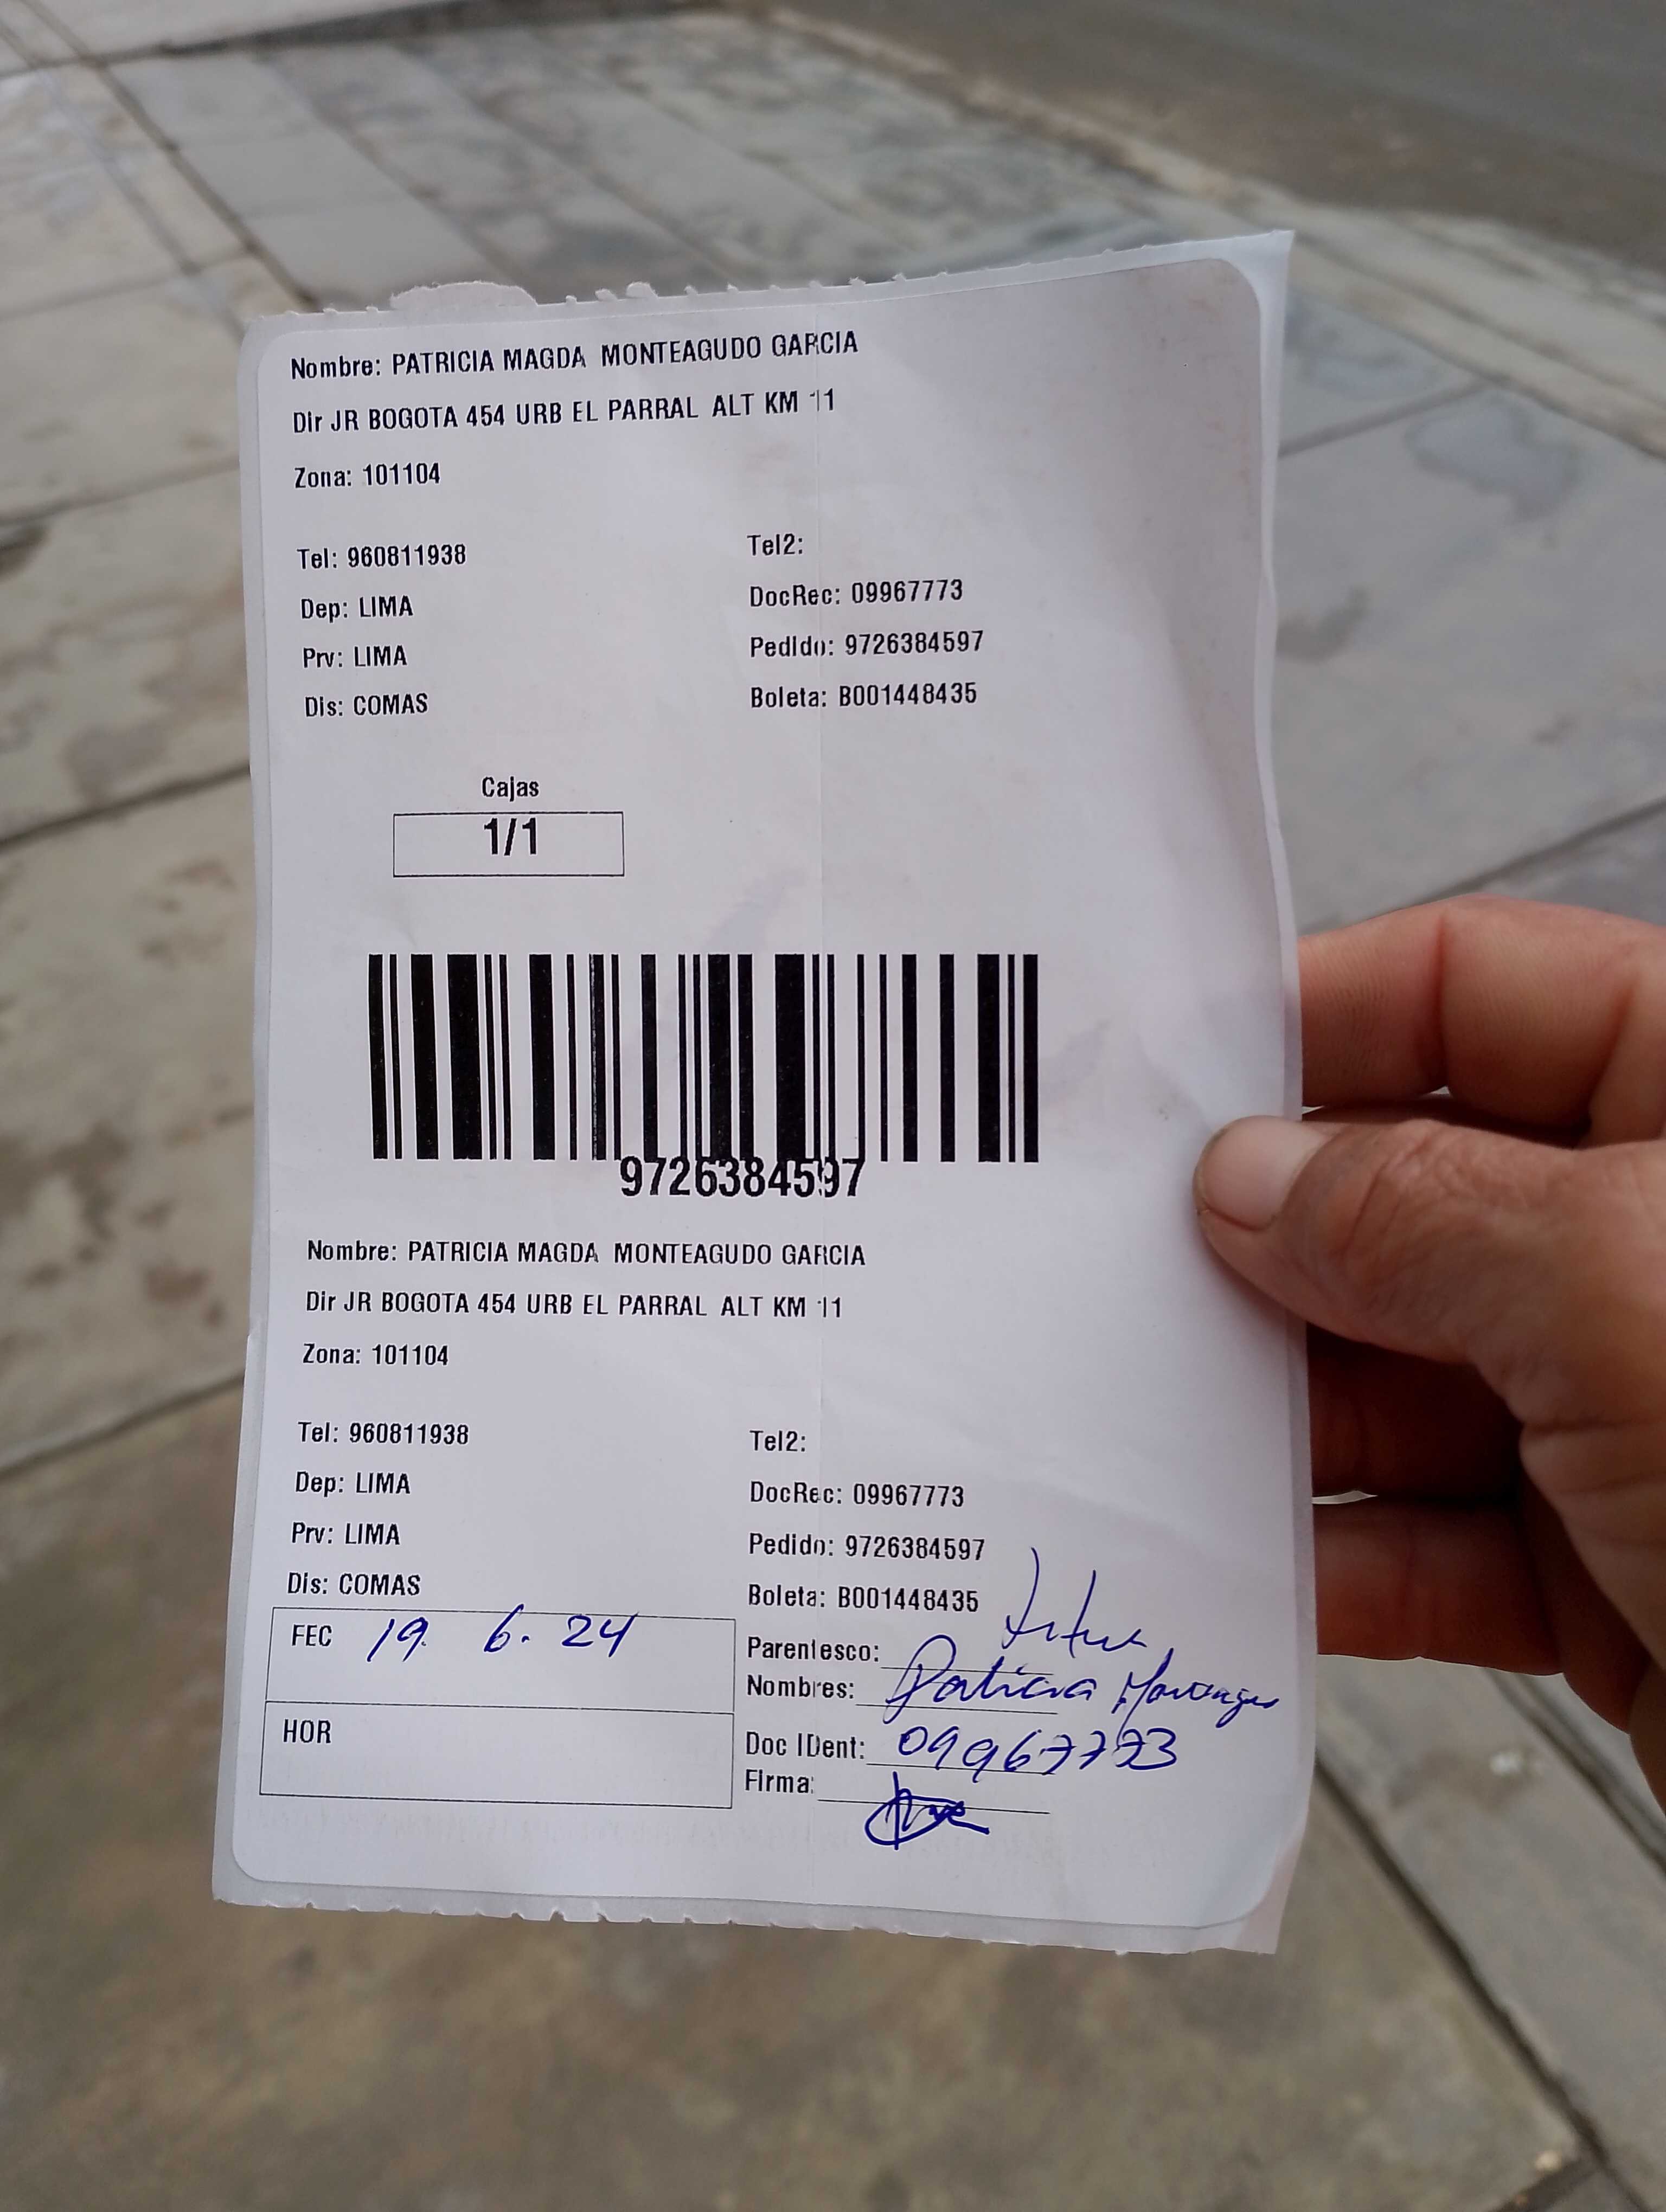 Nombre: PATRICIA MAGDA MONTEAGUDO GARCIA
Dir JR BOGOTA 454 URB EL PARRAL ALT KM 11
Zona: 101104
Tel: 960811938 Tel2:
Dep: LIMA DocRec: 09967773
Prv: LIMA Pedido: 9726384597
Dis: COMAS Boleta: B001448435
Cajas
1/1
9726384597
Nombre: PATRICIA MAGDA MONTEAGUDO GARCIA
Dir JR BOGOTA 454 URB EL PARRAL ALT KM 11
Zona: 101104
Tel: 960811938 Tel2:
Dep: LIMA DocRec: 09967773
Prv: LIMA Pedido: 9726384597
Dis: COMAS Boleta: B001448435
FEC 19. 6. 24
Parentesco:
Nombres: Patricia
HOR
Doc IDent: 09967773
Firma: